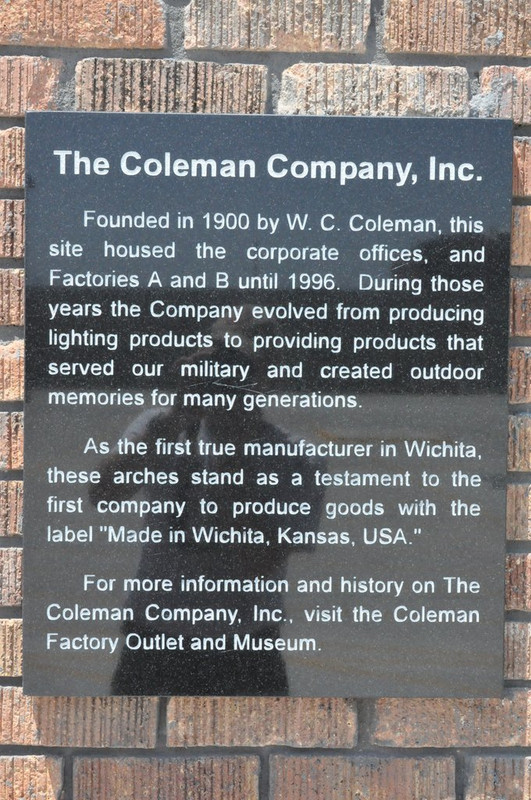 The Coleman Company, Inc.
Founded in 1900 by W. C. Coleman, this
site housed the corporate offices, and
Factories A and B until 1996. During those
years the Company evolved from producing
lighting products to providing products that
served our military and created outdoor
memories for many generations.
As the first true manufacturer in Wichita,
these arches stand as a testament to the
first company to produce goods with the
label "Made in Wichita, Kansas, USA."
For more information and history on The
Coleman Company, Inc., visit the Coleman
Factory Outlet and Museum.